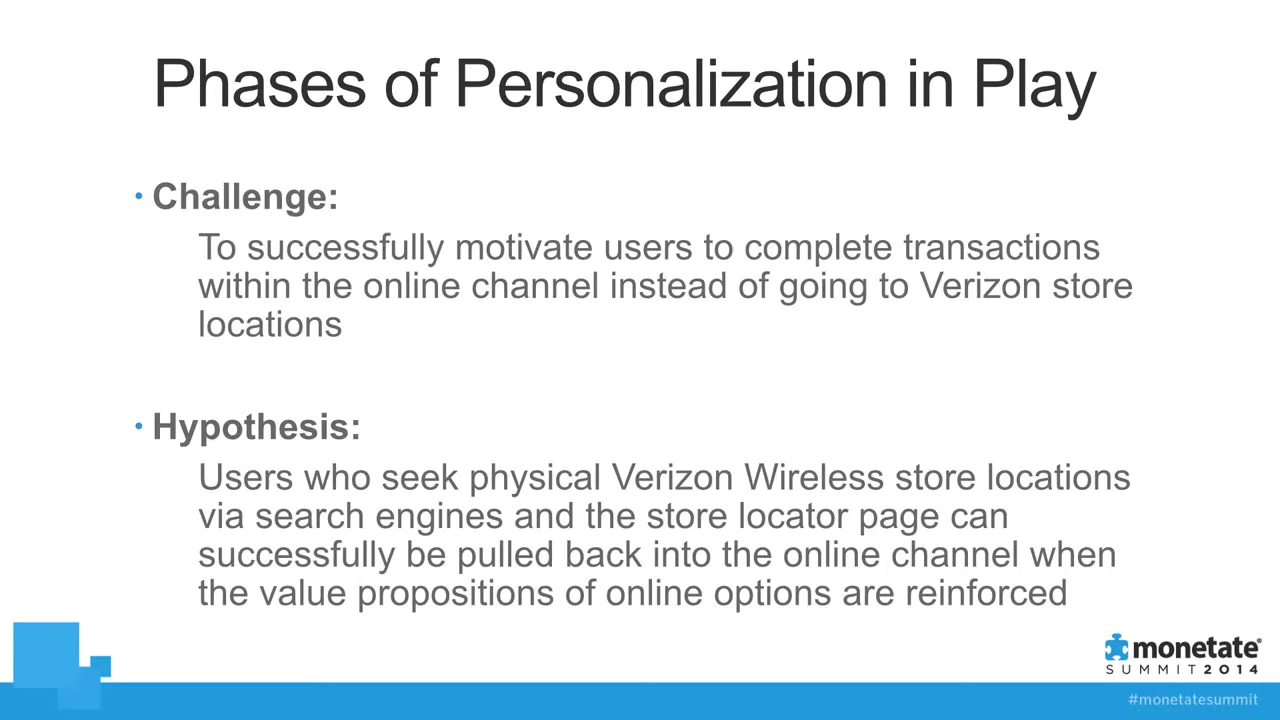 Phases of Personalization in Play
• Challenge:
To successfully motivate users to complete transactions
within the online channel instead of going to Verizon store
locations
• Hypothesis:
Users who seek physical Verizon Wireless store locations
via search engines and the store locator page can
successfully be pulled back into the online channel when
the value propositions of online options are reinforced
monetate®
SUMMIT2014
#monetatesummit